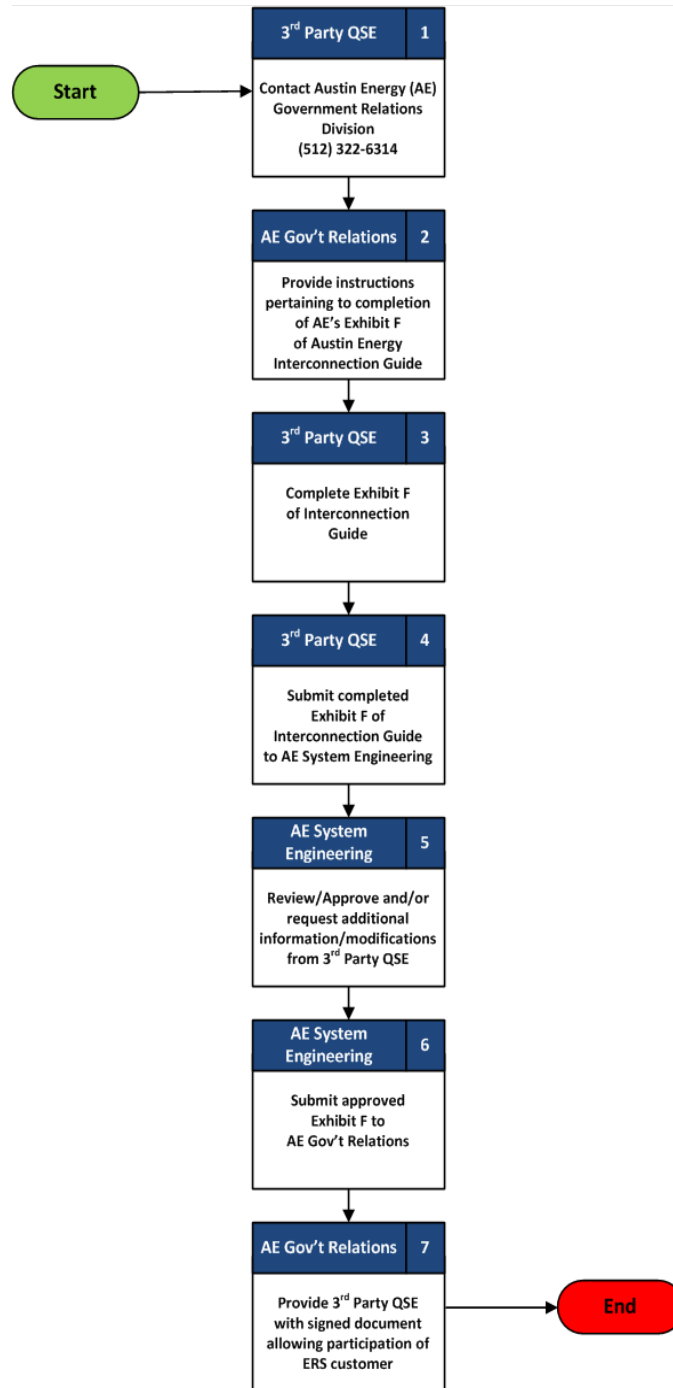 3rd Party QSE 1
Start
Contact Austin Energy (AE)
Government Relations
Division
(512) 322-6314
AE Gov't Relations 2
Provide instructions
pertaining to completion
of AE's Exhibit F
of Austin Energy
Interconnection Guide
3rd Party QSE 3
Complete Exhibit F
of Interconnection
Guide
3rd Party QSE 4
Submit completed
Exhibit F of
Interconnection Guide
to AE System Engineering
AE System
Engineering
5
Review/Approve and/or
request additional
information/modifications
from 3rd Party QSE
AE System
Engineering
6
Submit approved
Exhibit F to
AE Gov't Relations
AE Gov't Relations 7
Provide 3rd Party QSE
with signed document
allowing participation of
ERS customer
End